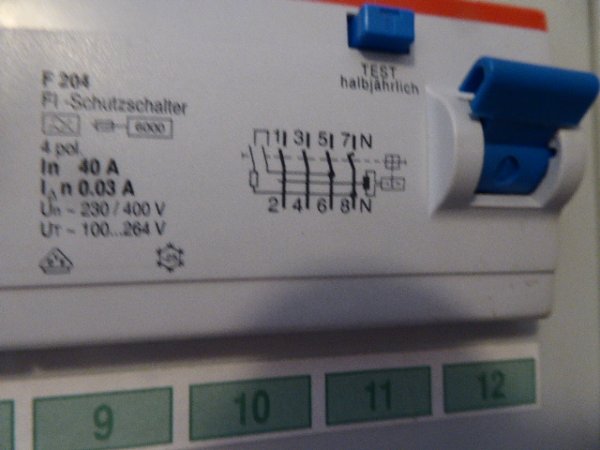 F 204
FI -Schutzschalter
6000
4 pol.
In 40 A
I△n 0.03 A
Un ~ 230 / 400 V
UT ~ 100...264 V
TEST
halbjährlich
1 3 5 7 N
2 4 6 8 N
9 10 11 12